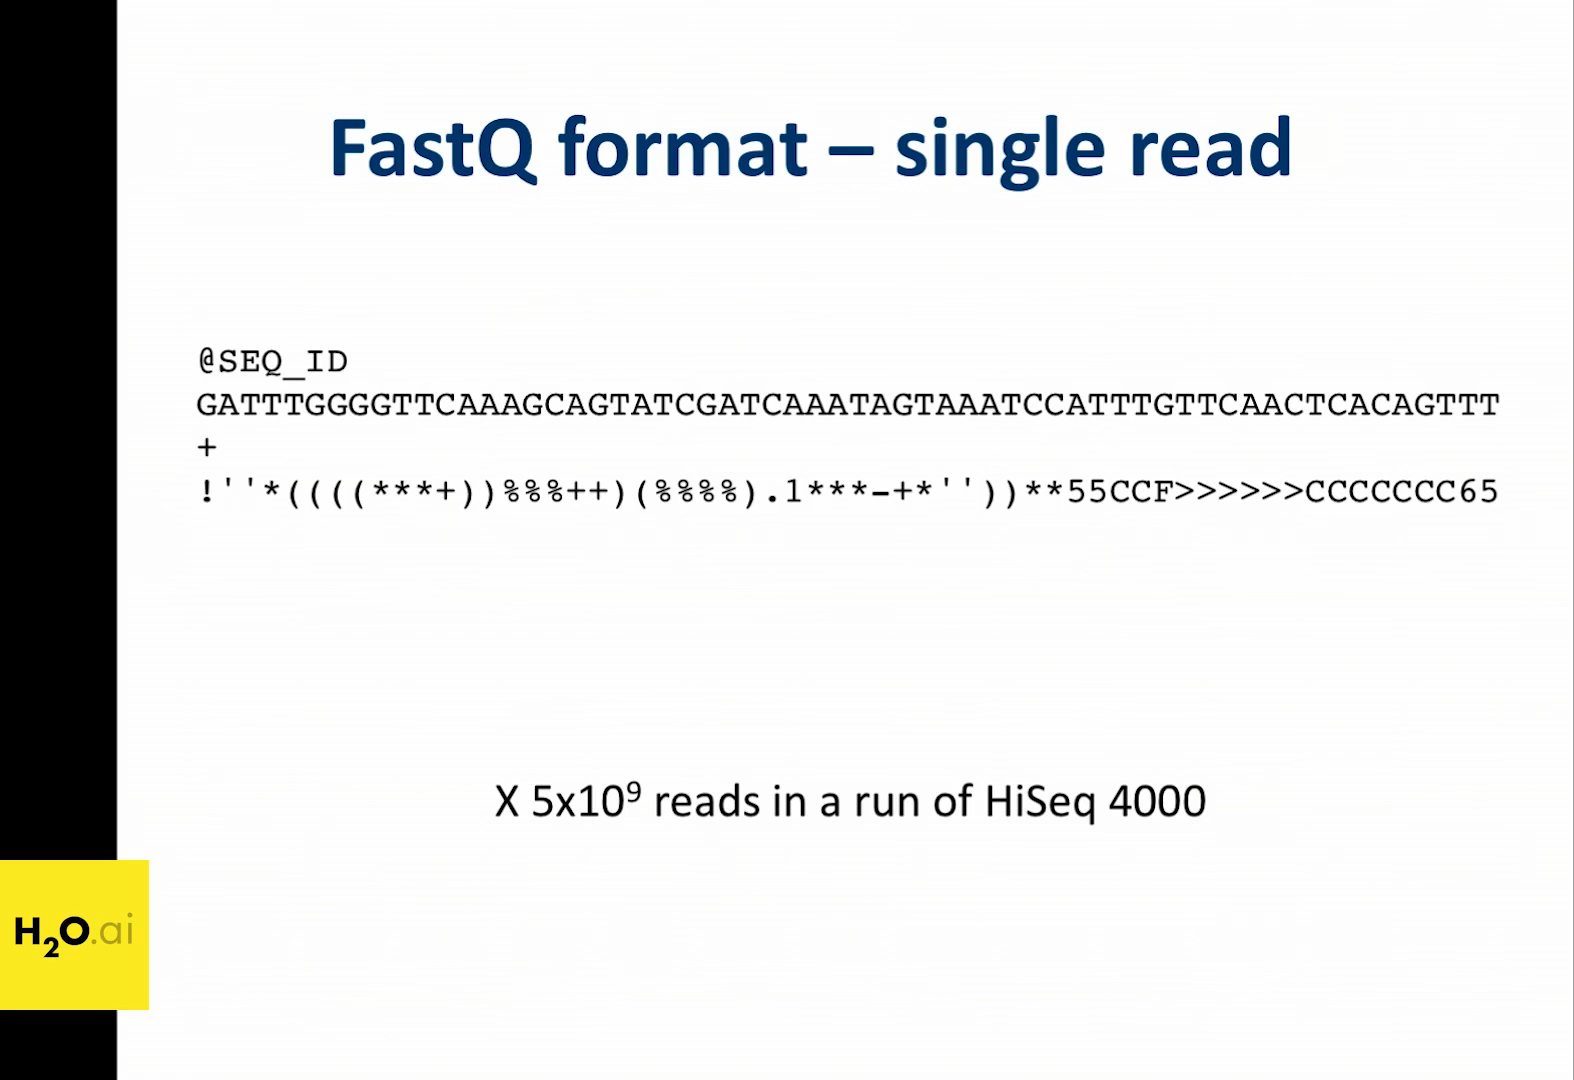 FastQ format – single read
@SEQ_ID
GATTTGGGGTTCAAAGCAGTATCGATCAAATAGTAAATCCATTTGTTCAACTCACAGTTT
+
!''*((((***+))%%%++)(%%%%).1***-+*''))**55CCF>>>>>>CCCCCCC65
X 5x10⁹ reads in a run of HiSeq 4000
H₂O.ai